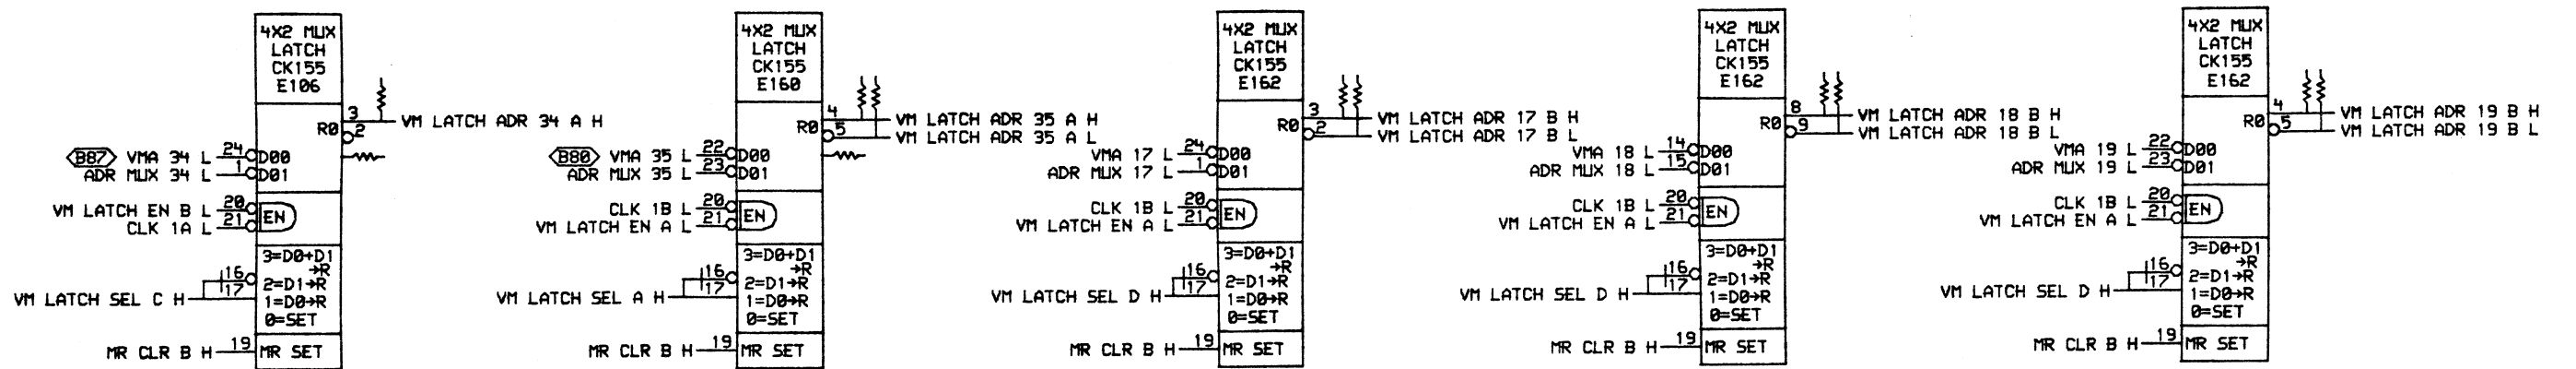 4X2 MUX
LATCH
CK155
E106
3
VM LATCH ADR 34 A H
R0
2
B87 VMA 34 L 24 D00
ADR MUX 34 L 1 D01
VM LATCH EN B L 20
EN
CLK 1A L 21
3=D0+D1
→R
16
2=D1→R
17
VM LATCH SEL C H
1=D0→R
0=SET
MR CLR B H 19 MR SET
4X2 MUX
LATCH
CK155
E160
4
VM LATCH ADR 35 A H
R0
5
VM LATCH ADR 35 A L
B80 VMA 35 L 22 D00
ADR MUX 35 L 23 D01
CLK 1B L 20
EN
VM LATCH EN A L 21
3=D0+D1
→R
16
2=D1→R
17
VM LATCH SEL A H
1=D0→R
0=SET
MR CLR B H 19 MR SET
4X2 MUX
LATCH
CK155
E162
3
VM LATCH ADR 17 B H
R0
2
VM LATCH ADR 17 B L
VMA 17 L 24 D00
ADR MUX 17 L 1 D01
CLK 1B L 20
EN
VM LATCH EN A L 21
3=D0+D1
→R
16
2=D1→R
17
VM LATCH SEL D H
1=D0→R
0=SET
MR CLR B H 19 MR SET
4X2 MUX
LATCH
CK155
E162
8
VM LATCH ADR 18 B H
R0
9
VM LATCH ADR 18 B L
VMA 18 L 14 D00
ADR MUX 18 L 15 D01
CLK 1B L 20
EN
VM LATCH EN A L 21
3=D0+D1
→R
16
2=D1→R
17
VM LATCH SEL D H
1=D0→R
0=SET
MR CLR B H 19 MR SET
4X2 MUX
LATCH
CK155
E162
4
VM LATCH ADR 19 B H
R0
5
VM LATCH ADR 19 B L
VMA 19 L 22 D00
ADR MUX 19 L 23 D01
CLK 1B L 20
EN
VM LATCH EN A L 21
3=D0+D1
→R
16
2=D1→R
17
VM LATCH SEL D H
1=D0→R
0=SET
MR CLR B H 19 MR SET